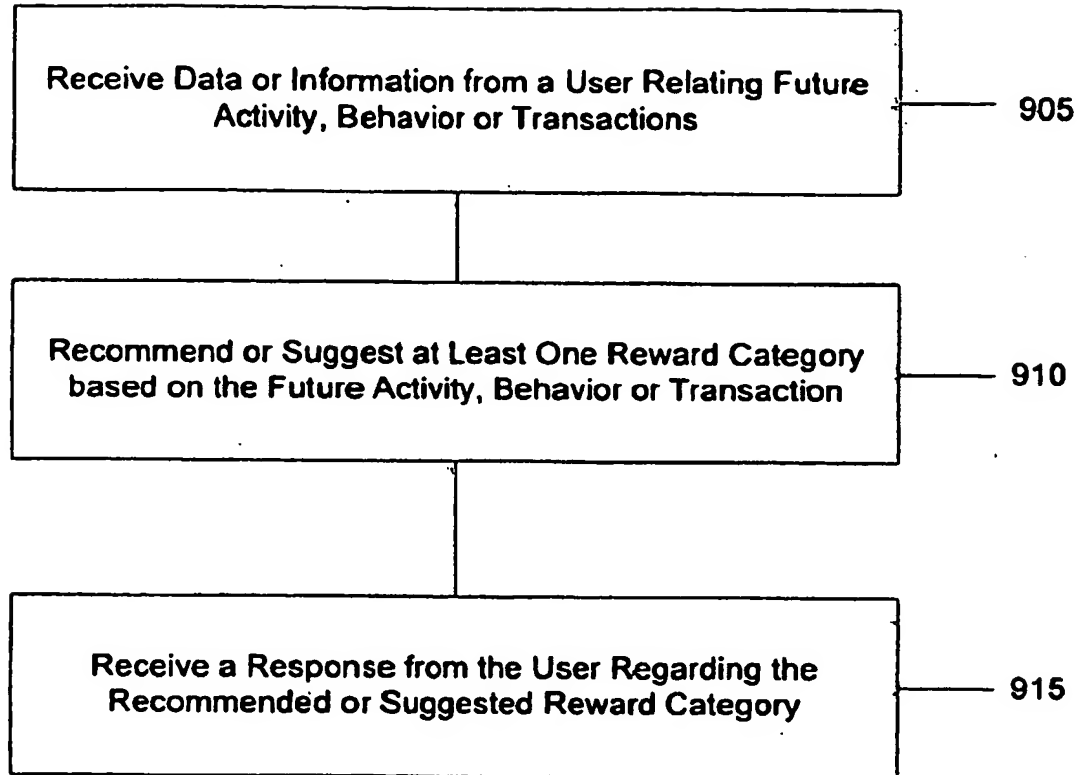 Receive Data or Information from a User Relating Future
Activity, Behavior or Transactions
905
Recommend or Suggest at Least One Reward Category
based on the Future Activity, Behavior or Transaction
910
Receive a Response from the User Regarding the
Recommended or Suggested Reward Category
915